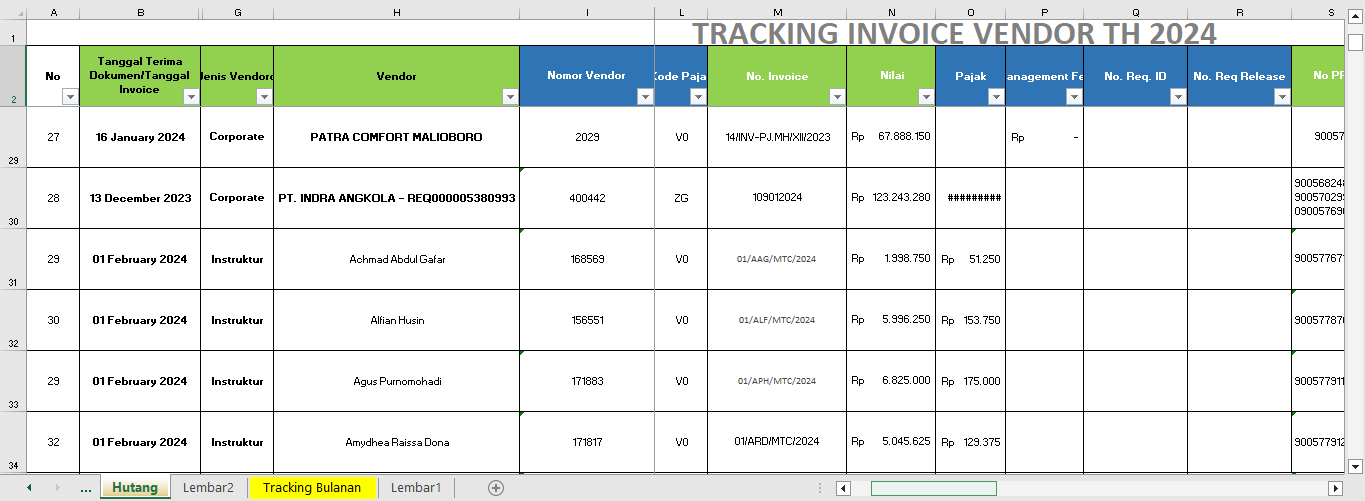 A B G H I L M N O P Q R S
1 TRACKING INVOICE VENDOR TH 2024
2 No Tanggal Terima Dokumen/Tanggal Invoice Jenis Vendor Vendor Nomor Vendor Kode Paja No. Invoice Nilai Pajak anagement Fe No. Req. ID No. Req Release No PF
29 27 16 January 2024 Corporate PATRA COMFORT MALIOBORO 2029 V0 14/INV-PJ.MH/XII/2023 Rp 67.888.150 Rp - 90057
30 28 13 December 2023 Corporate PT. INDRA ANGKOLA - REQ000005380993 400442 ZG 109012024 Rp 123.243.280 ######### 90056824 90057029 09005769
31 29 01 February 2024 Instruktur Achmad Abdul Gafar 168569 V0 01/AAG/MTC/2024 Rp 1.998.750 Rp 51.250 90057767
32 30 01 February 2024 Instruktur Alfian Husin 156551 V0 01/ALF/MTC/2024 Rp 5.996.250 Rp 153.750 90057787
33 29 01 February 2024 Instruktur Agus Purnomohadi 171883 V0 01/APH/MTC/2024 Rp 6.825.000 Rp 175.000 90057791
34 32 01 February 2024 Instruktur Amydhea Raissa Dona 171817 V0 01/ARD/MTC/2024 Rp 5.045.625 Rp 129.375 90057791
... Hutang Lembar2 Tracking Bulanan Lembar1